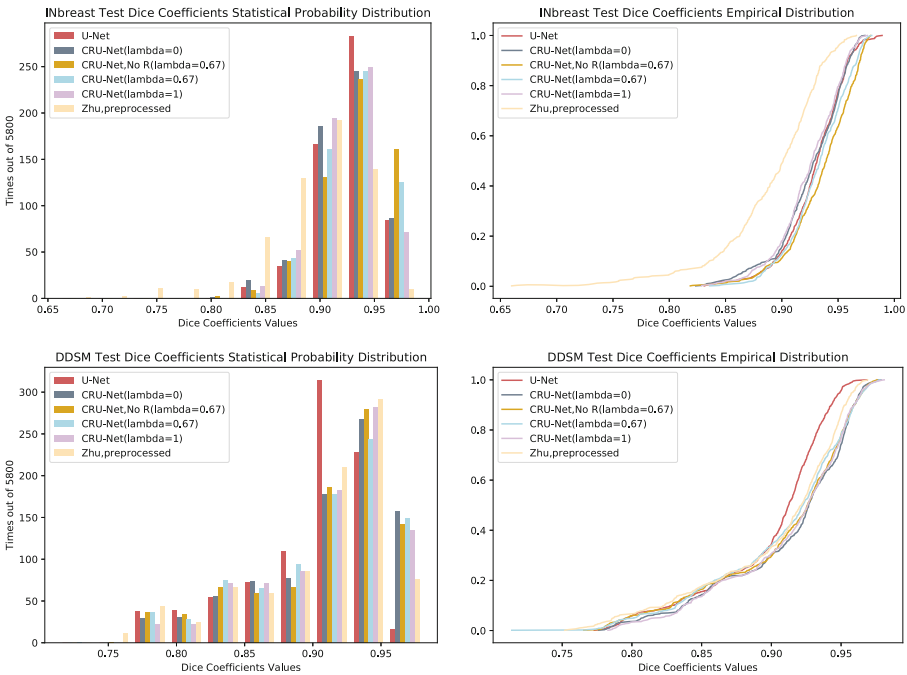 INbreast Test Dice Coefficients Statistical Probability Distribution
250
200
150
100
50
0
Times out of 5800
U-Net
CRU-Net(lambda=0)
CRU-Net,No R(lambda=0.67)
CRU-Net(lambda=0.67)
CRU-Net(lambda=1)
Zhu,preprocessed
0.65 0.70 0.75 0.80 0.85 0.90 0.95 1.00
Dice Coefficients Values
INbreast Test Dice Coefficients Empirical Distribution
1.0
0.8
0.6
0.4
0.2
0.0
U-Net
CRU-Net(lambda=0)
CRU-Net,No R(lambda=0.67)
CRU-Net(lambda=0.67)
CRU-Net(lambda=1)
Zhu,preprocessed
0.65 0.70 0.75 0.80 0.85 0.90 0.95 1.00
Dice Coefficients Values
DDSM Test Dice Coefficients Statistical Probability Distribution
300
250
200
150
100
50
0
Times out of 5800
U-Net
CRU-Net(lambda=0)
CRU-Net,No R(lambda=0.67)
CRU-Net(lambda=0.67)
CRU-Net(lambda=1)
Zhu,preprocessed
0.75 0.80 0.85 0.90 0.95
Dice Coefficients Values
DDSM Test Dice Coefficients Empirical Distribution
1.0
0.8
0.6
0.4
0.2
0.0
U-Net
CRU-Net(lambda=0)
CRU-Net,No R(lambda=0.67)
CRU-Net(lambda=0.67)
CRU-Net(lambda=1)
Zhu,preprocessed
0.75 0.80 0.85 0.90 0.95
Dice Coefficients Values